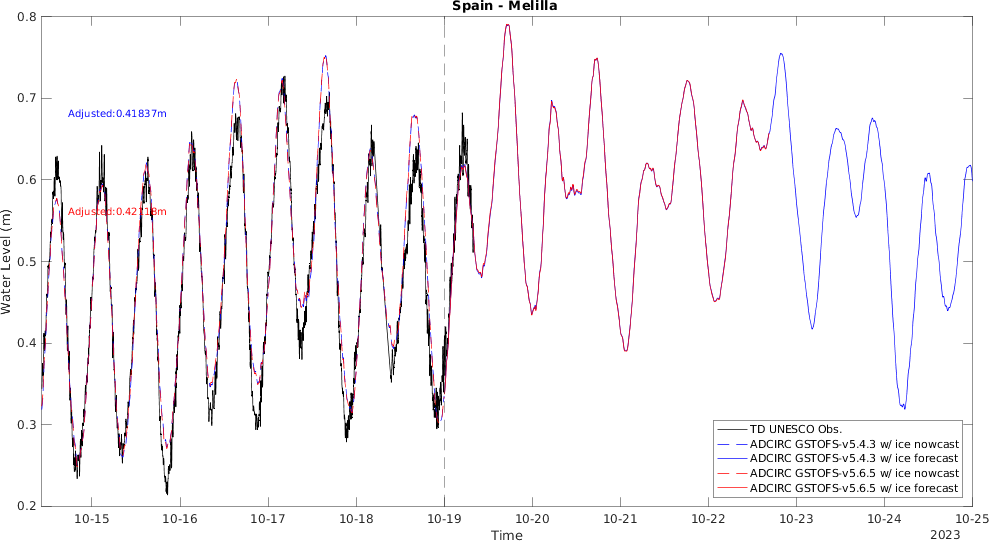 Spain - Melilla
0.8
0.7
0.6
0.5
0.4
0.3
0.2
Water Level (m)
Adjusted:0.41837m
TD UNESCO Obs.
ADCIRC GSTOFS-v5.4.3 w/ ice nowcast
ADCIRC GSTOFS-v5.4.3 w/ ice forecast
ADCIRC GSTOFS-v5.6.5 w/ ice nowcast
ADCIRC GSTOFS-v5.6.5 w/ ice forecast
10-15 10-16 10-17 10-18 10-19 10-20 10-21 10-22 10-23 10-24 10-25
Time
2023